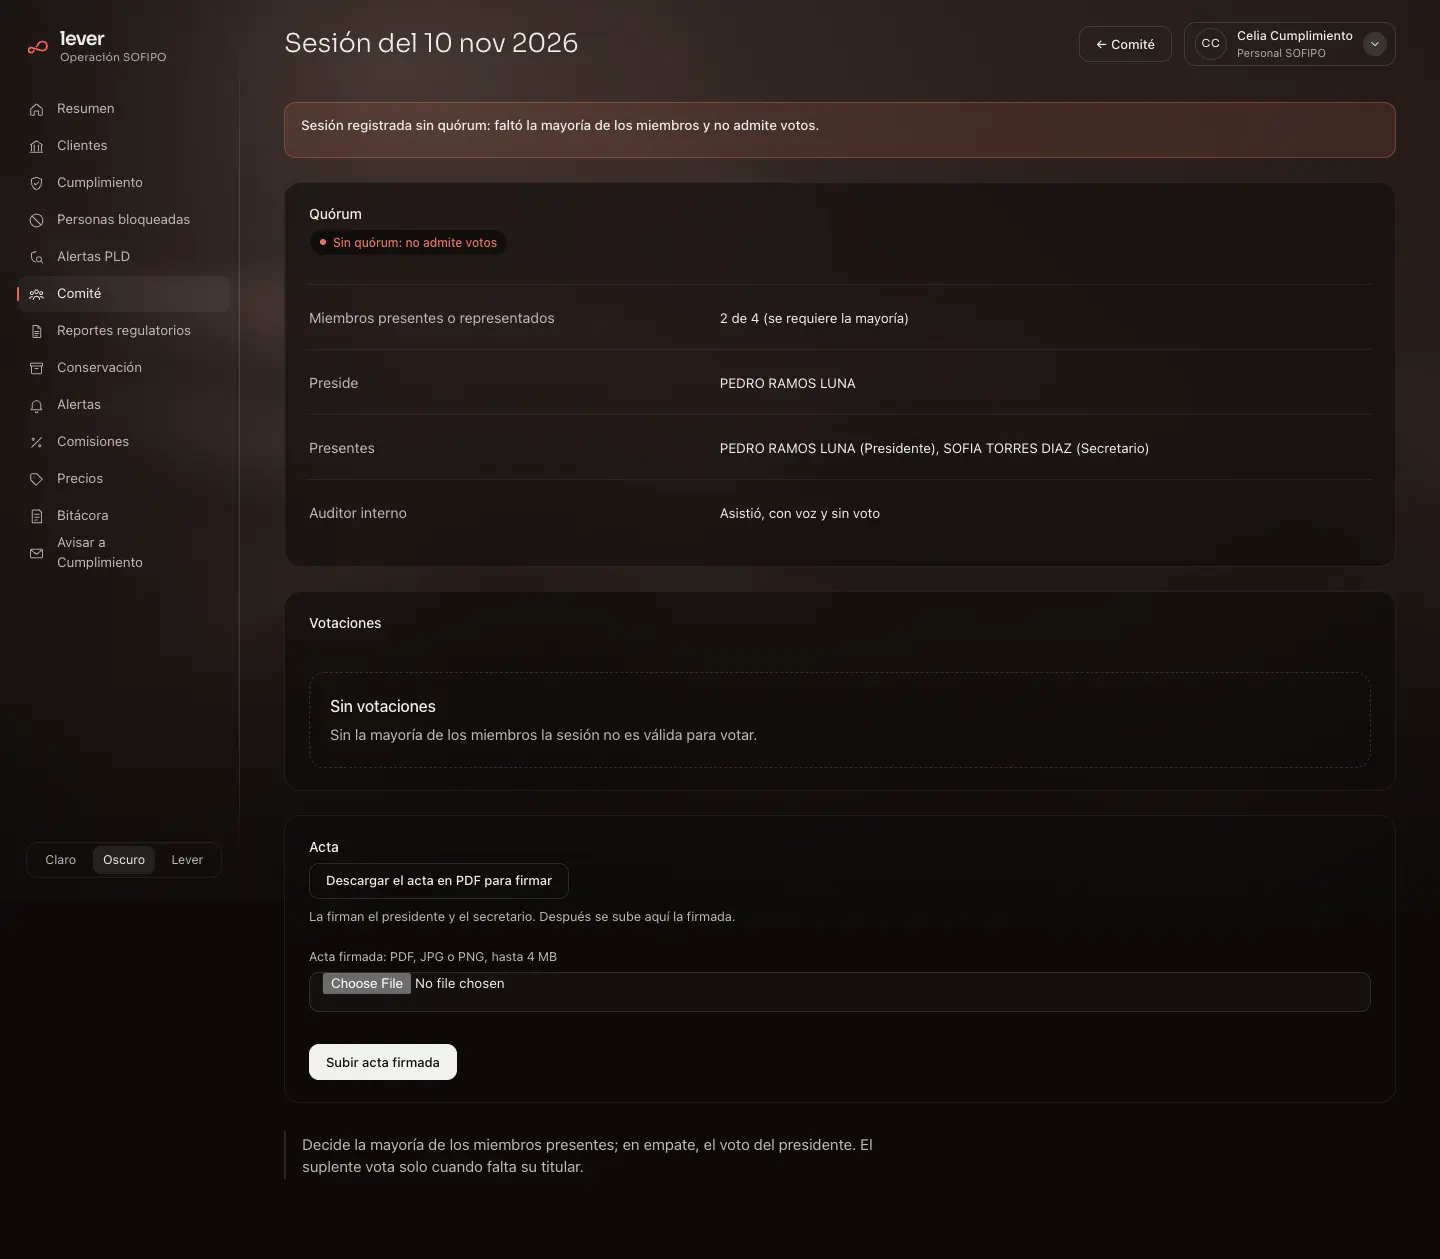 lever
Operación SOFIPO
Resumen
Clientes
Cumplimiento
Personas bloqueadas
Alertas PLD
Comité
Reportes regulatorios
Conservación
Alertas
Comisiones
Precios
Bitácora
Avisar a
Cumplimiento
Claro
Oscuro
Lever
Sesión del 10 nov 2026
← Comité
CC
Celia Cumplimiento
Personal SOFIPO
Sesión registrada sin quórum: faltó la mayoría de los miembros y no admite votos.
Quórum
Sin quórum: no admite votos
Miembros presentes o representados
2 de 4 (se requiere la mayoría)
Preside
PEDRO RAMOS LUNA
Presentes
PEDRO RAMOS LUNA (Presidente), SOFIA TORRES DIAZ (Secretario)
Auditor interno
Asistió, con voz y sin voto
Votaciones
Sin votaciones
Sin la mayoría de los miembros la sesión no es válida para votar.
Acta
Descargar el acta en PDF para firmar
La firman el presidente y el secretario. Después se sube aquí la firmada.
Acta firmada: PDF, JPG o PNG, hasta 4 MB
Choose File No file chosen
Subir acta firmada
Decide la mayoría de los miembros presentes; en empate, el voto del presidente. El
suplente vota solo cuando falta su titular.